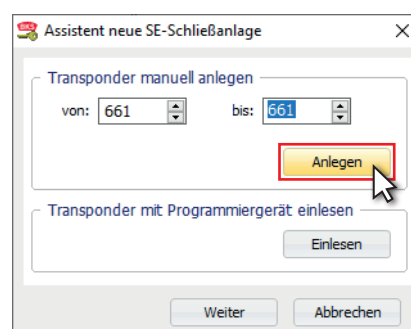 BKS Assistent neue SE-Schließanlage
Transponder manuell anlegen
von: 661 bis: 661
Anlegen
Transponder mit Programmiergerät einlesen
Einlesen
Weiter Abbrechen